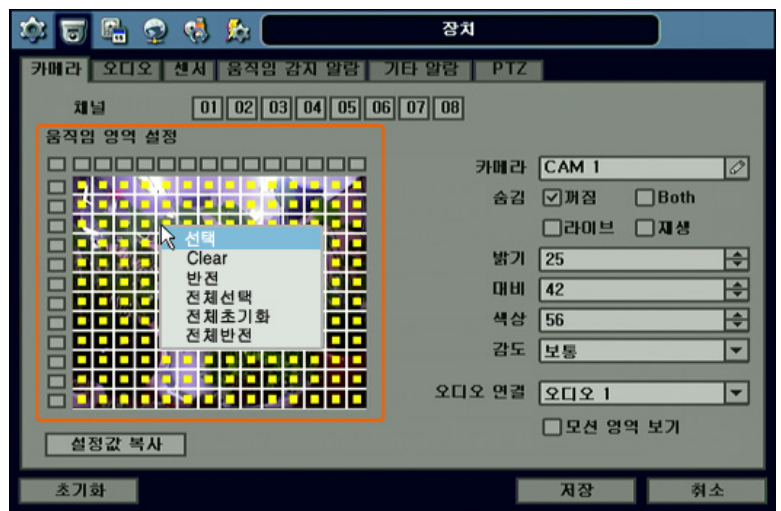 장치
카메라 오디오 센서 움직임 감지 알람 기타 알람 PTZ
채널 01 02 03 04 05 06 07 08
움직임 영역 설정
카메라 CAM 1
숨김 꺼짐 Both
라이브 재생
선택
Clear
반전
전체선택
전체초기화
전체반전
밝기 25
대비 42
색상 56
감도 보통
오디오 연결 오디오 1
모션 영역 보기
설정값 복사
초기화 저장 취소